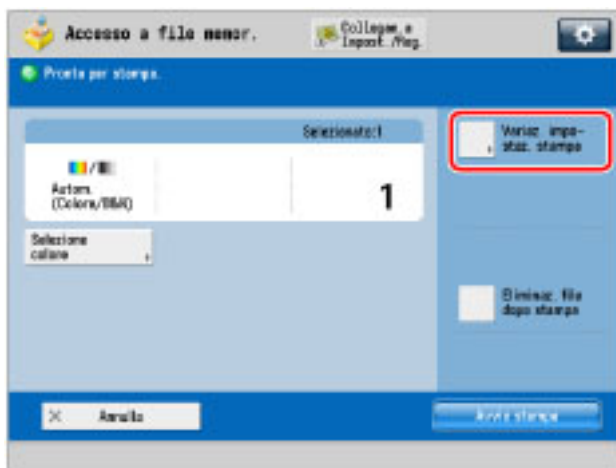 Accesso a file memor.
Collegam. a
Impost./Reg.
Pronta per stampa.
Selezionato:1
Autom.
(Colore/B&N)
1
Selezione
colore
Variaz. impo-
staz. stampa
Eliminaz. file
dopo stampa
Annulla
Avvio stampa